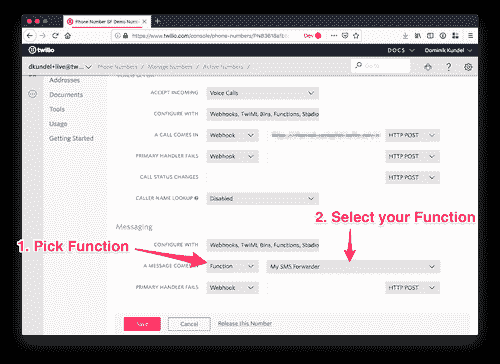 Phone Number SF Demo Numb
https://www.twilio.com/console/phone-numbers/
Dev
twilio
DOCS
Dominik Kundel
dkundel+live@tw...
Phone Numbers / Manage Numbers / Active Numbers /
Addresses
Documents
Tools
Usage
Getting Started
ACCEPT INCOMING
Voice Calls
CONFIGURE WITH
Webhooks, TwiML Bins, Functions, Studio
A CALL COMES IN
Webhook
HTTP POST
PRIMARY HANDLER FAILS
Webhook
HTTP POST
CALL STATUS CHANGES
HTTP POST
CALLER NAME LOOKUP
Disabled
Messaging
2. Select your Function
1. Pick Function
CONFIGURE WITH
Webhooks, TwiML Bins, Functions, Studio
A MESSAGE COMES IN
Function
My SMS Forwarder
PRIMARY HANDLER FAILS
Webhook
HTTP POST
Save
Cancel
Release this Number